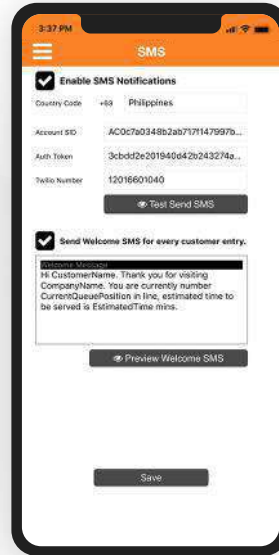 3:37 PM
SMS
Enable SMS Notifications
Country Code +63 Philippines
Account SID AC0c7a0348b2ab717f147997b...
Auth Token 3cbdd2e201940d42b243274a...
Twilio Number 12016601040
Test Send SMS
Send Welcome SMS for every customer entry.
Welcome Message
Hi CustomerName. Thank you for visiting
CompanyName. You are currently number
CurrentQueuePosition in line, estimated time to
be served is EstimatedTime mins.
Preview Welcome SMS
Save